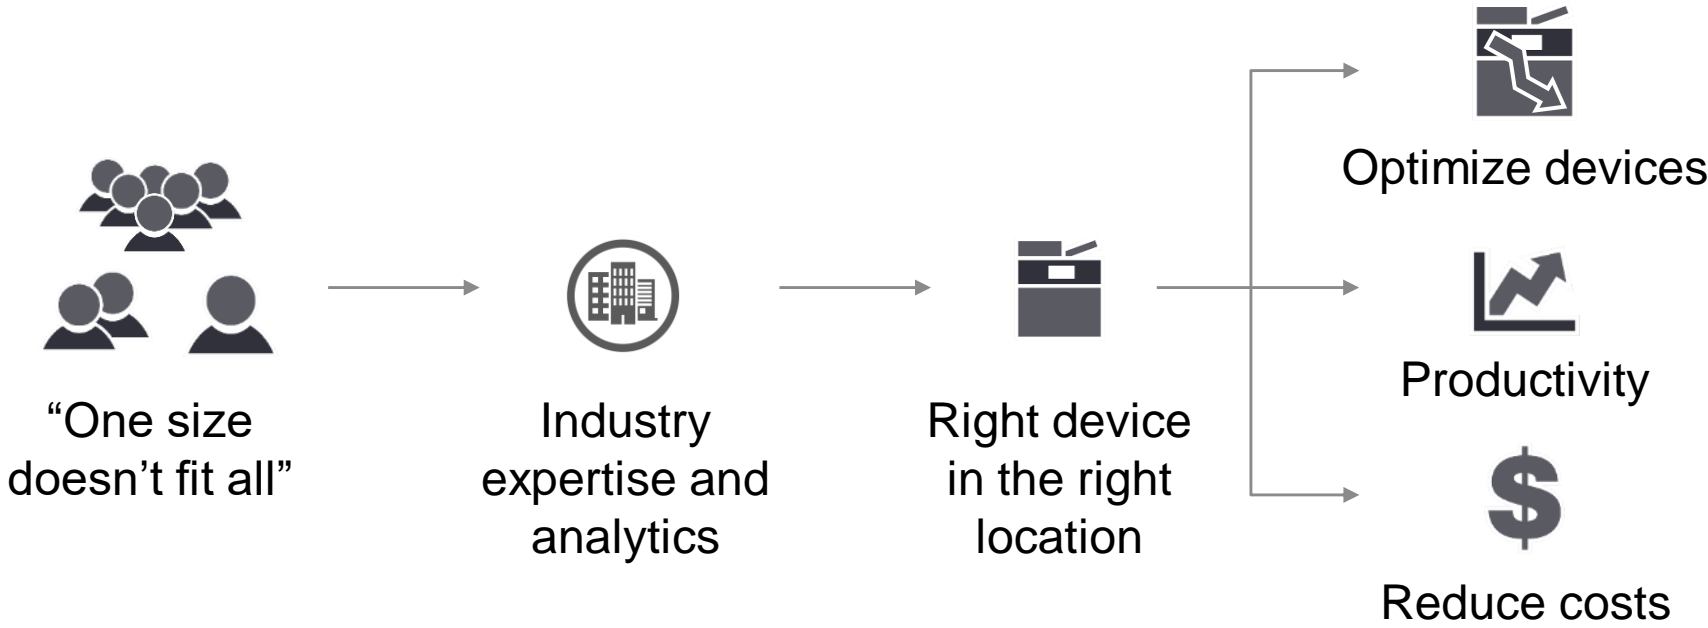 “One size
doesn’t fit all”
Industry
expertise and
analytics
Right device
in the right
location
Optimize devices
Productivity
Reduce costs